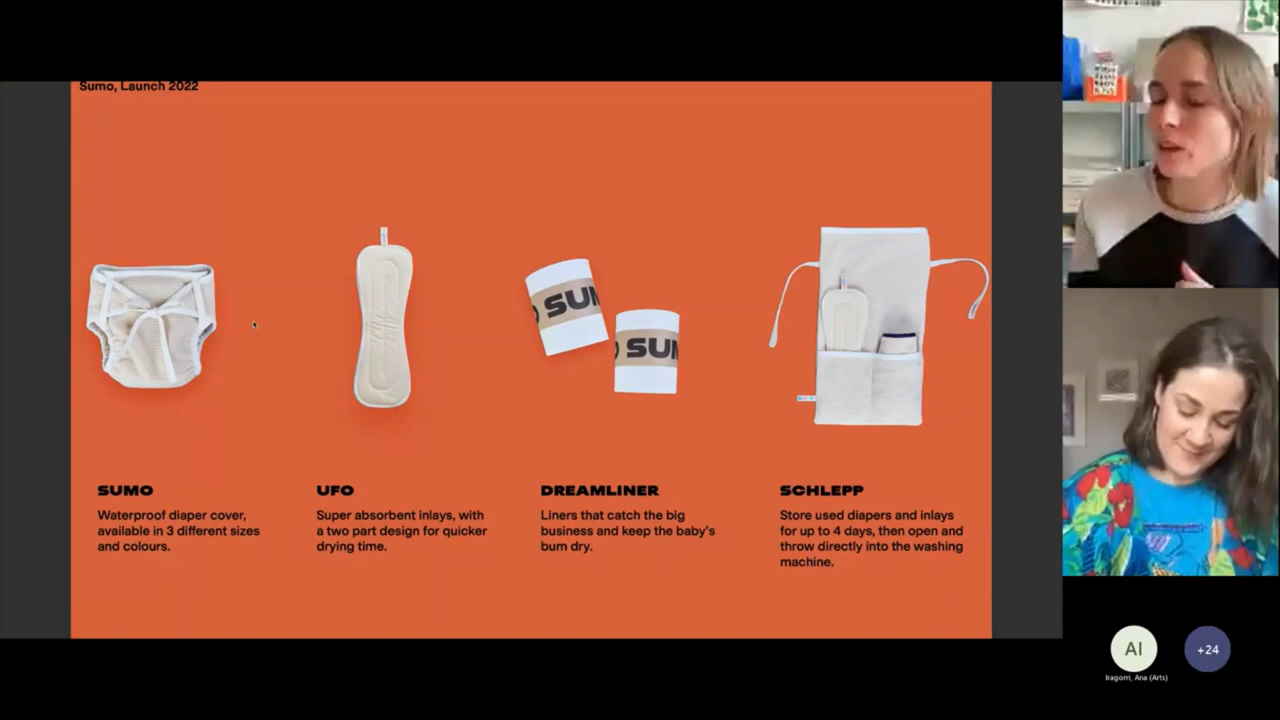 Sumo, Launch 2022
SUM
SUM
SUMO
Waterproof diaper cover,
available in 3 different sizes
and colours.
UFO
Super absorbent inlays, with
a two part design for quicker
drying time.
DREAMLINER
Liners that catch the big
business and keep the baby's
bum dry.
SCHLEPP
Store used diapers and inlays
for up to 4 days, then open and
throw directly into the washing
machine.
AI
+24
Iragorri, Ana (Arts)